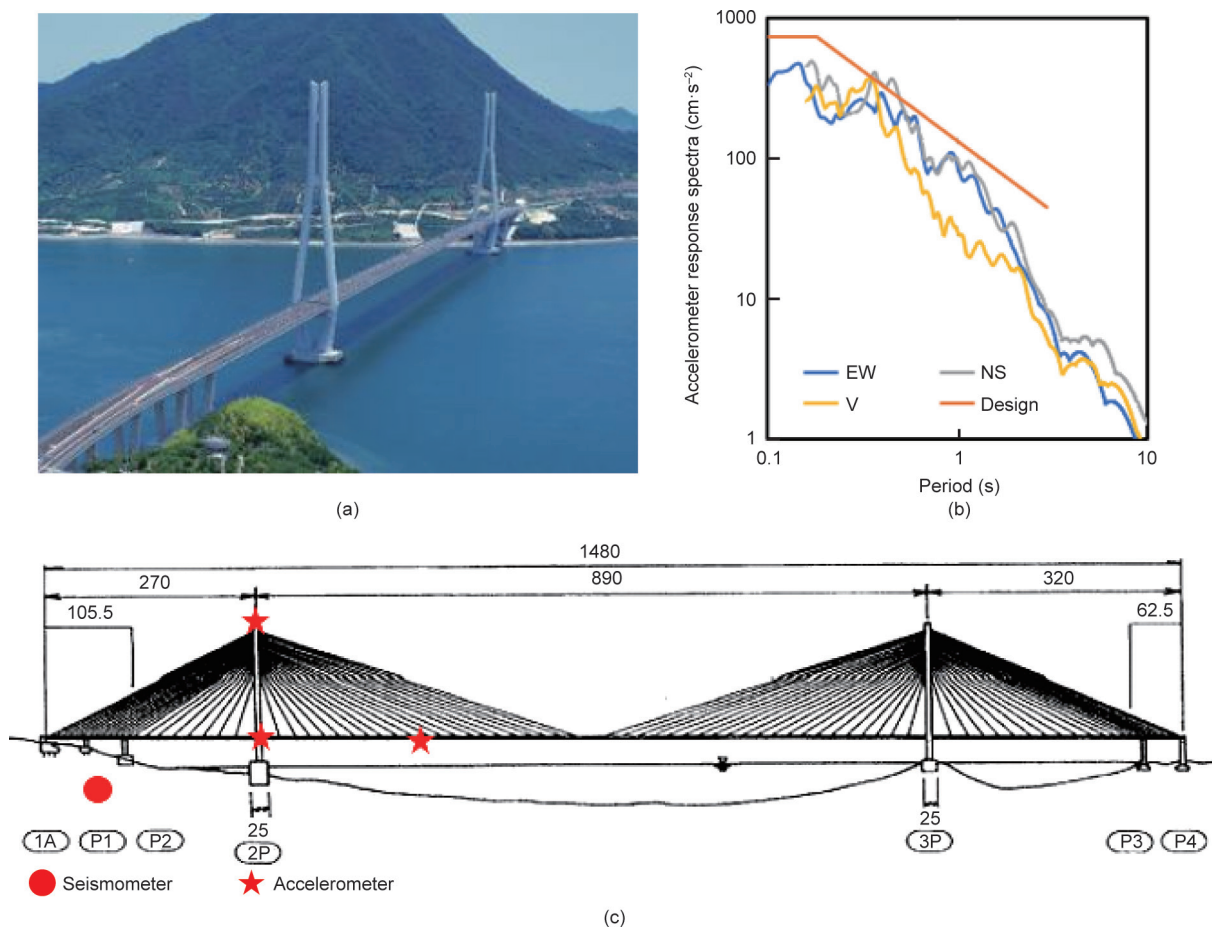 (a)
1000
100
10
1
Accelerometer response spectra (cm·s⁻²)
EW
NS
V
Design
0.1
1
10
Period (s)
(b)
1480
270
890
320
105.5
62.5
25
25
1A
P1
P2
2P
3P
P3
P4
Seismometer
Accelerometer
(c)